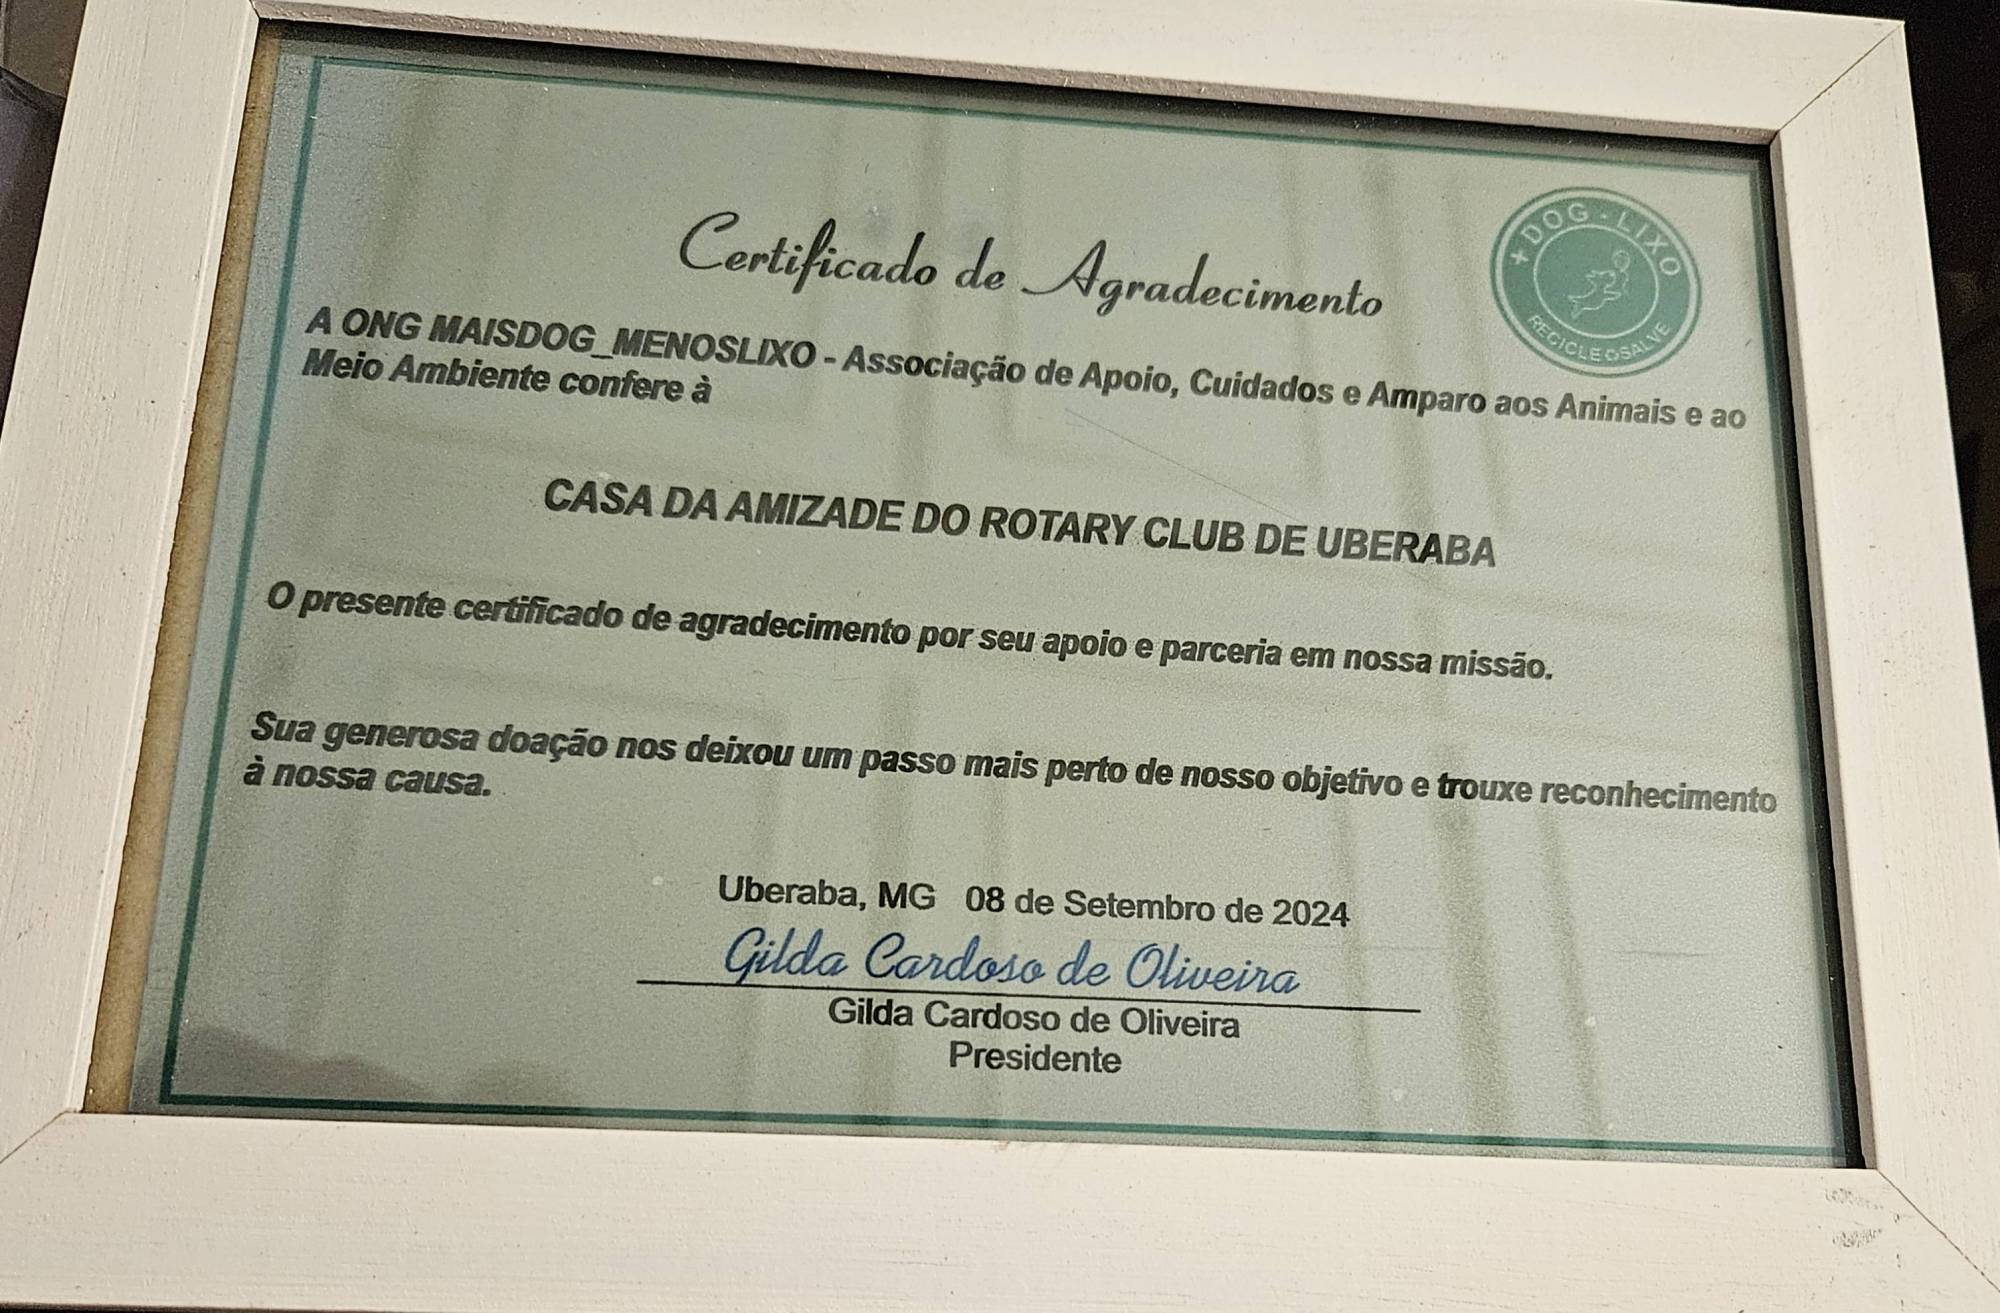 Certificado de Agradecimento
+ DOG - LIXO
RECICLE SALVE
A ONG MAISDOG_MENOSLIXO - Associação de Apoio, Cuidados e Amparo aos Animais e ao
Meio Ambiente confere à
CASA DA AMIZADE DO ROTARY CLUB DE UBERABA
O presente certificado de agradecimento por seu apoio e parceria em nossa missão.
Sua generosa doação nos deixou um passo mais perto de nosso objetivo e trouxe reconhecimento
à nossa causa.
Uberaba, MG 08 de Setembro de 2024
Gilda Cardoso de Oliveira
Gilda Cardoso de Oliveira
Presidente